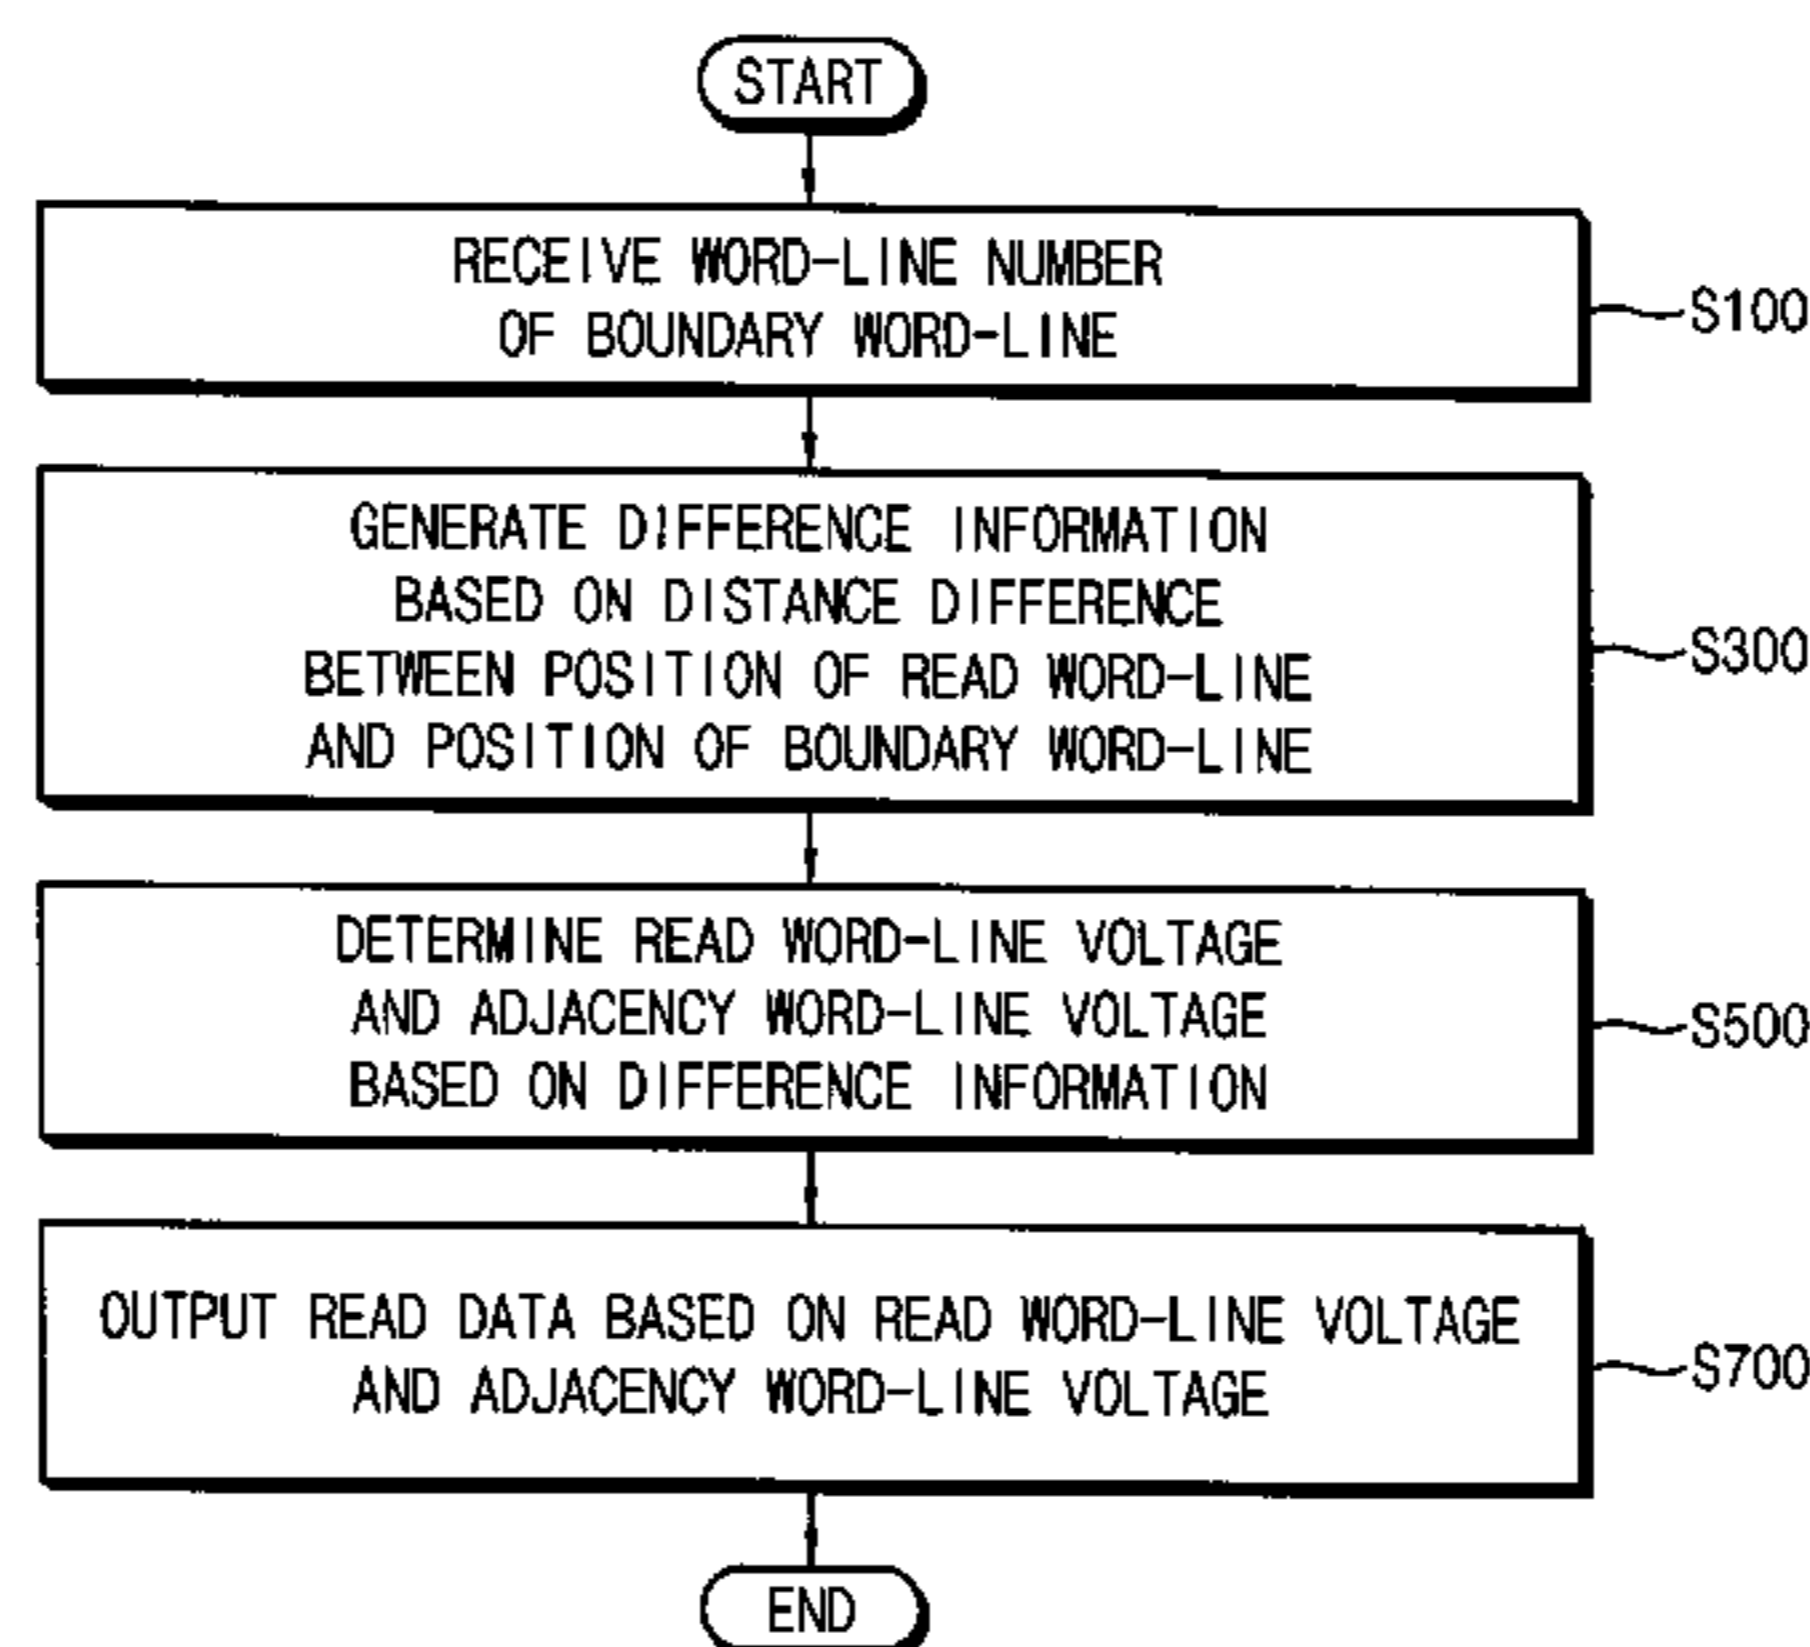 START
RECEIVE WORD-LINE NUMBER
OF BOUNDARY WORD-LINE
S100
GENERATE DIFFERENCE INFORMATION
BASED ON DISTANCE DIFFERENCE
BETWEEN POSITION OF READ WORD-LINE
AND POSITION OF BOUNDARY WORD-LINE
S300
DETERMINE READ WORD-LINE VOLTAGE
AND ADJACENCY WORD-LINE VOLTAGE
BASED ON DIFFERENCE INFORMATION
S500
OUTPUT READ DATA BASED ON READ WORD-LINE VOLTAGE
AND ADJACENCY WORD-LINE VOLTAGE
S700
END